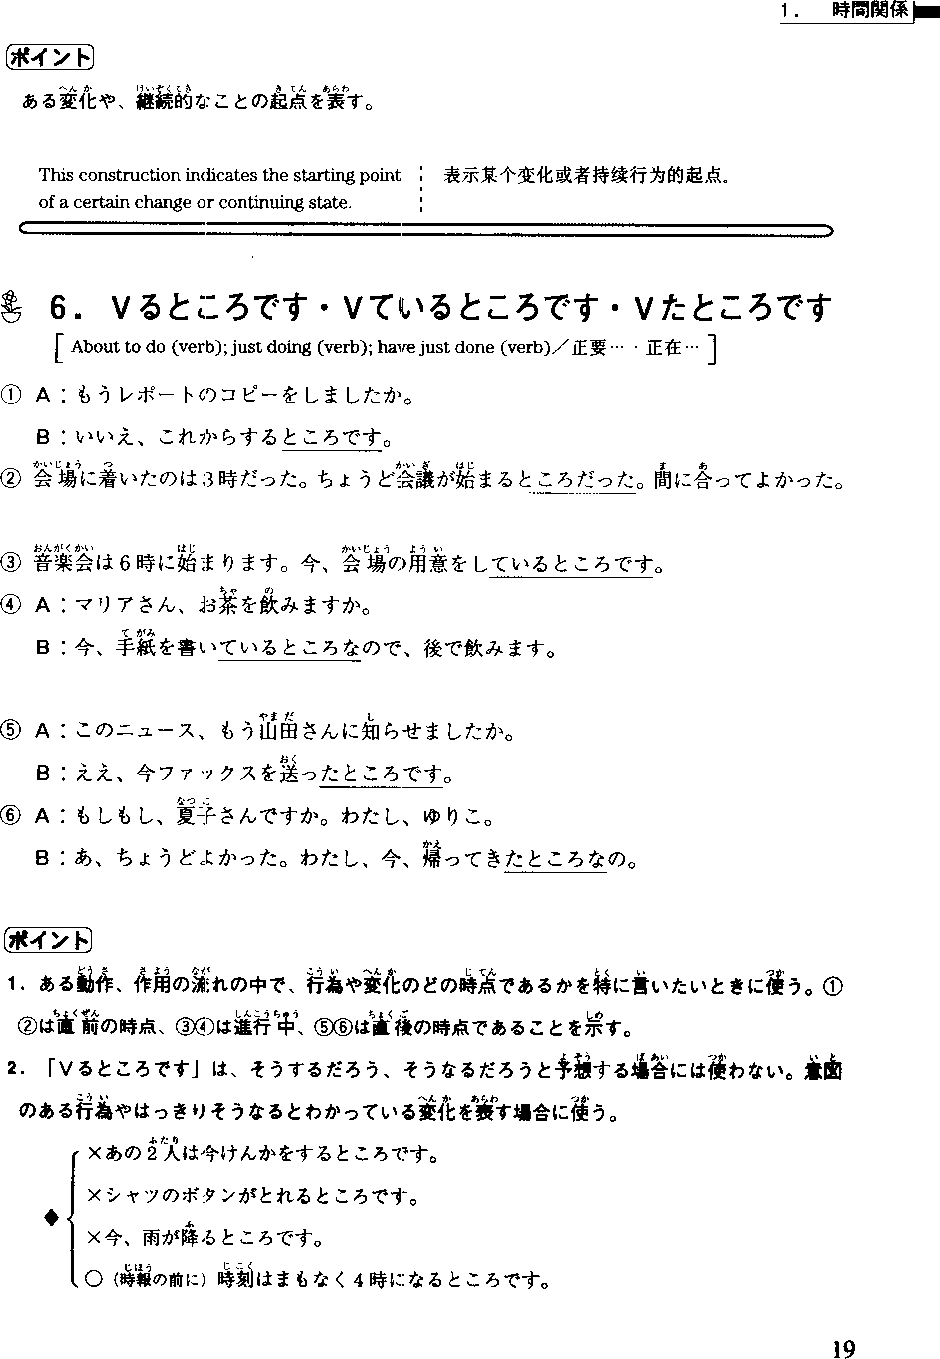 1. 時間関係
ポイント
ある変化や、継続的なことの起点を表す。
This construction indicates the starting point
of a certain change or continuing state.
表示某个变化或者持续行为的起点。
6. Vるところです・Vているところです・Vたところです
[About to do (verb); just doing (verb); have just done (verb)／正要…・正在…]
① A：もうレポートのコピーをしましたか。
B：いいえ、これからするところです。
② 会場に着いたのは3時だった。ちょうど会議が始まるところだった。間に合ってよかった。
③ 音楽会は6時に始まります。今、会場の用意をしているところです。
④ A：マリアさん、お茶を飲みますか。
B：今、手紙を書いているところなので、後で飲みます。
⑤ A：このニュース、もう山田さんに知らせましたか。
B：ええ、今ファックスを送ったところです。
⑥ A：もしもし、夏子さんですか。わたし、ゆりこ。
B：あ、ちょうどよかった。わたし、今、帰ってきたところなの。
ポイント
1. ある動作、作用の流れの中で、行為や変化のどの時点であるかを特に言いたいときに使う。①
②は直前の時点、③④は進行中、⑤⑥は直後の時点であることを示す。
2. 「Vるところです」は、そうするだろう、そうなるだろうと予想する場合には使わない。意図
のある行為やはっきりそうなるとわかっている変化を表す場合に使う。
×あの2人は今けんかをするところです。
×シャツのボタンがとれるところです。
◆
×今、雨が降るところです。
○（時報の前に）時刻はまもなく4時になるところです。
19